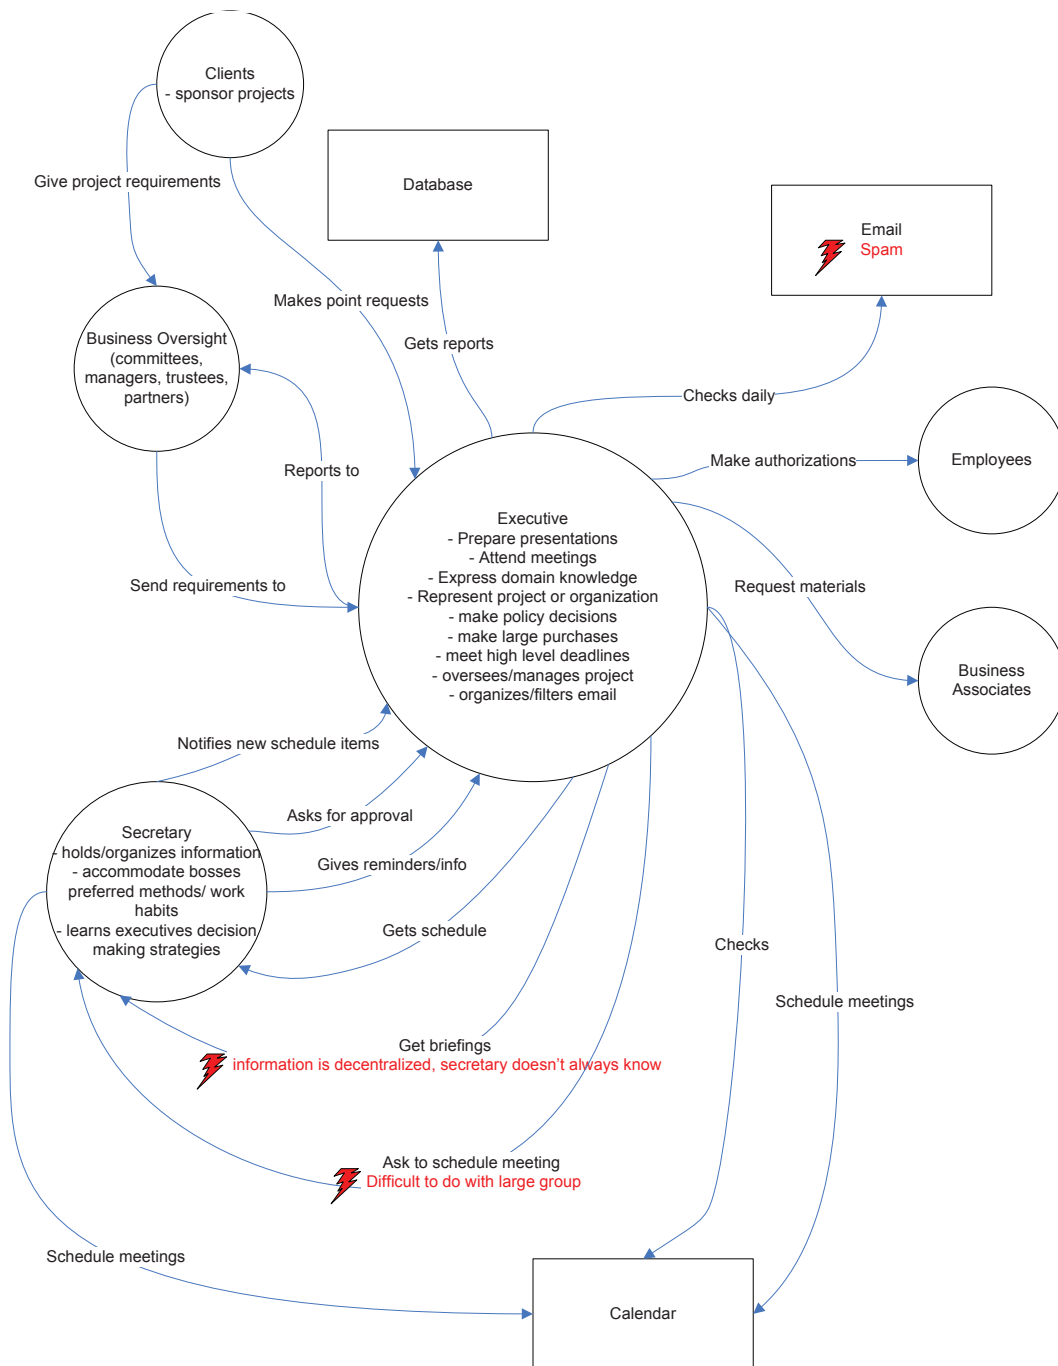 Clients
- sponsor projects
Give project requirements
Database
Email
Spam
Makes point requests
Business Oversight
(committees,
managers, trustees,
partners)
Gets reports
Checks daily
Make authorizations
Employees
Reports to
Executive
- Prepare presentations
- Attend meetings
- Express domain knowledge
- Represent project or organization
- make policy decisions
- make large purchases
- meet high level deadlines
- oversees/manages project
- organizes/filters email
Send requirements to
Request materials
Business
Associates
Notifies new schedule items
Asks for approval
Secretary
- holds/organizes information
- accommodate bosses
preferred methods/ work
habits
- learns executives decision
making strategies
Gives reminders/info
Gets schedule
Checks
Schedule meetings
Get briefings
information is decentralized, secretary doesn't always know
Ask to schedule meeting
Difficult to do with large group
Schedule meetings
Calendar